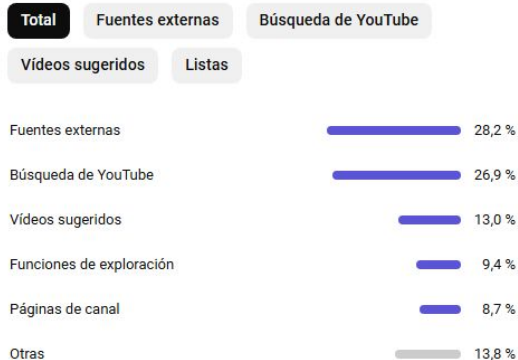 Total Fuentes externas Búsqueda de YouTube
Vídeos sugeridos Listas
Fuentes externas 28,2 %
Búsqueda de YouTube 26,9 %
Vídeos sugeridos 13,0 %
Funciones de exploración 9,4 %
Páginas de canal 8,7 %
Otras 13,8 %